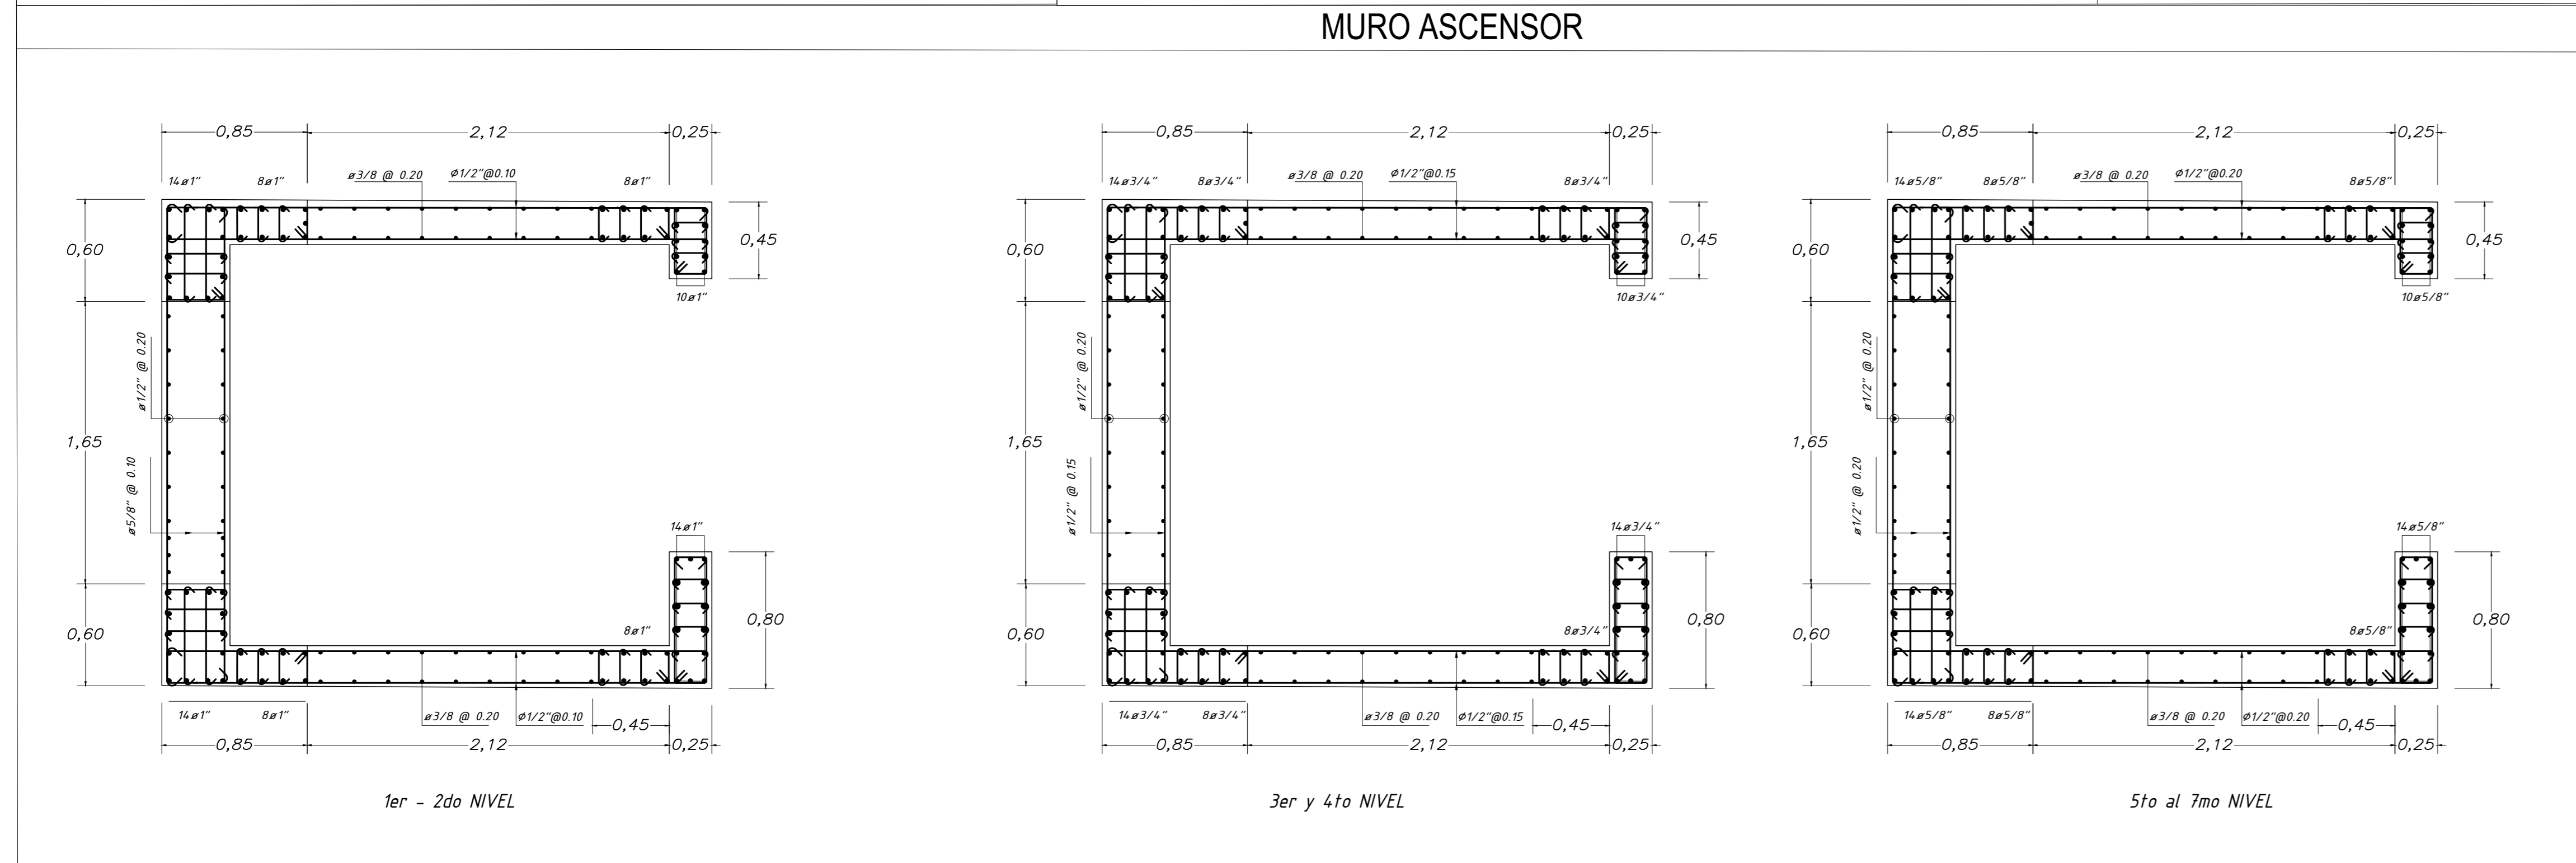 MURO ASCENSOR
0,85 2,12 0,25
14ø1" 8ø1" ø3/8 @ 0.20 Φ1/2"@0.10 8ø1"
0,60
0,45
10ø1"
ø1/2" @ 0.20
1,65
ø5/8" @ 0.10
14ø1"
0,60
8ø1"
0,80
14ø1" 8ø1" ø3/8 @ 0.20 Φ1/2"@0.10 0,45
0,85 2,12 0,25
1er - 2do NIVEL
0,85 2,12 0,25
14ø3/4" 8ø3/4" ø3/8 @ 0.20 Φ1/2"@0.15 8ø3/4"
0,60
0,45
10ø3/4"
ø1/2" @ 0.20
1,65
ø1/2" @ 0.15
14ø3/4"
0,60
8ø3/4"
0,80
14ø3/4" 8ø3/4" ø3/8 @ 0.20 Φ1/2"@0.15 0,45
0,85 2,12 0,25
3er y 4to NIVEL
0,85 2,12 0,25
14ø5/8" 8ø5/8" ø3/8 @ 0.20 Φ1/2"@0.20 8ø5/8"
0,60
0,45
10ø5/8"
ø1/2" @ 0.20
1,65
ø1/2" @ 0.20
14ø5/8"
0,60
8ø5/8"
0,80
14ø5/8" 8ø5/8" ø3/8 @ 0.20 Φ1/2"@0.20 0,45
0,85 2,12 0,25
5to al 7mo NIVEL